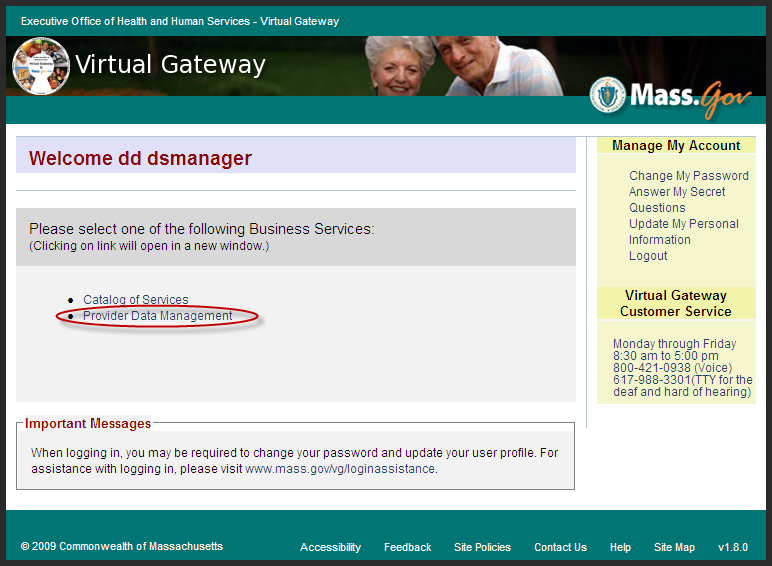 Executive Office of Health and Human Services - Virtual Gateway
Virtual Gateway
Mass.Gov
Welcome dd dsmanager
Please select one of the following Business Services:
(Clicking on link will open in a new window.)
Catalog of Services
Provider Data Management
Important Messages
When logging in, you may be required to change your password and update your user profile. For
assistance with logging in, please visit www.mass.gov/vg/loginassistance.
Manage My Account
Change My Password
Answer My Secret
Questions
Update My Personal
Information
Logout
Virtual Gateway
Customer Service
Monday through Friday
8:30 am to 5:00 pm
800-421-0938 (Voice)
617-988-3301(TTY for the
deaf and hard of hearing)
© 2009 Commonwealth of Massachusetts
Accessibility Feedback Site Policies Contact Us Help Site Map v1.8.0